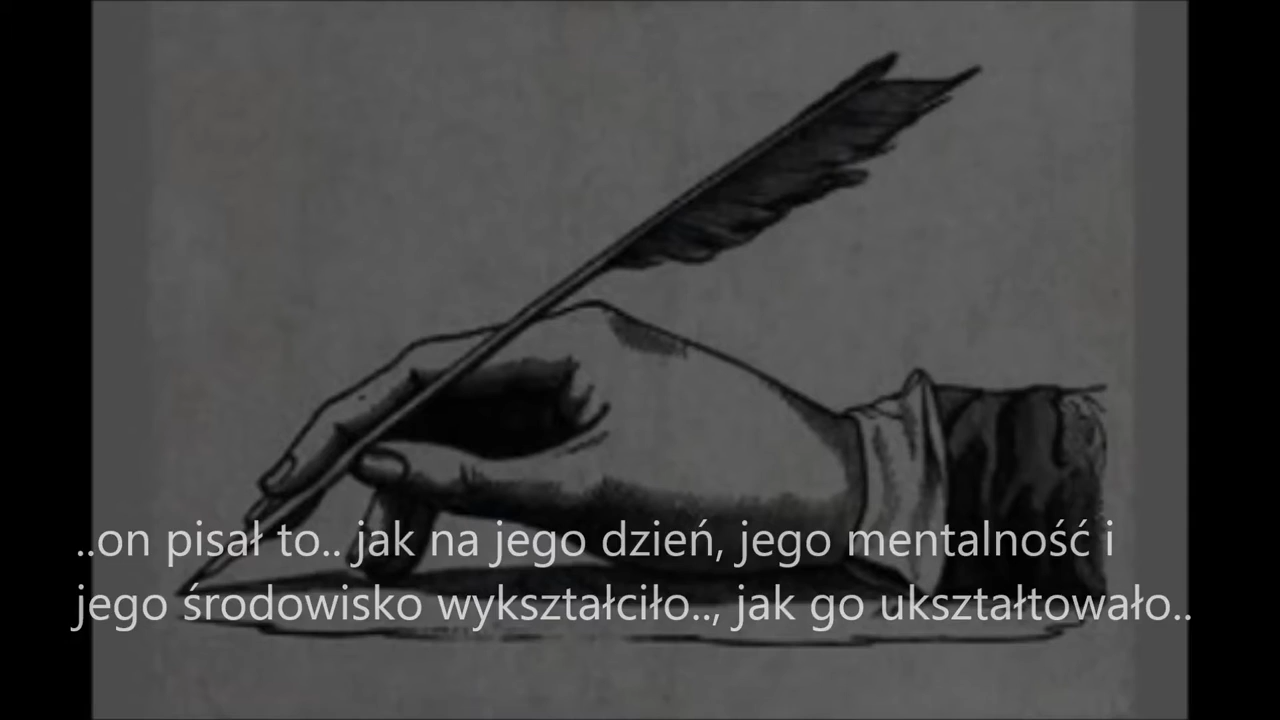 ..on pisał to.. jak na jego dzień, jego mentalność i
jego środowisko wykształciło.., jak go ukształtowało..